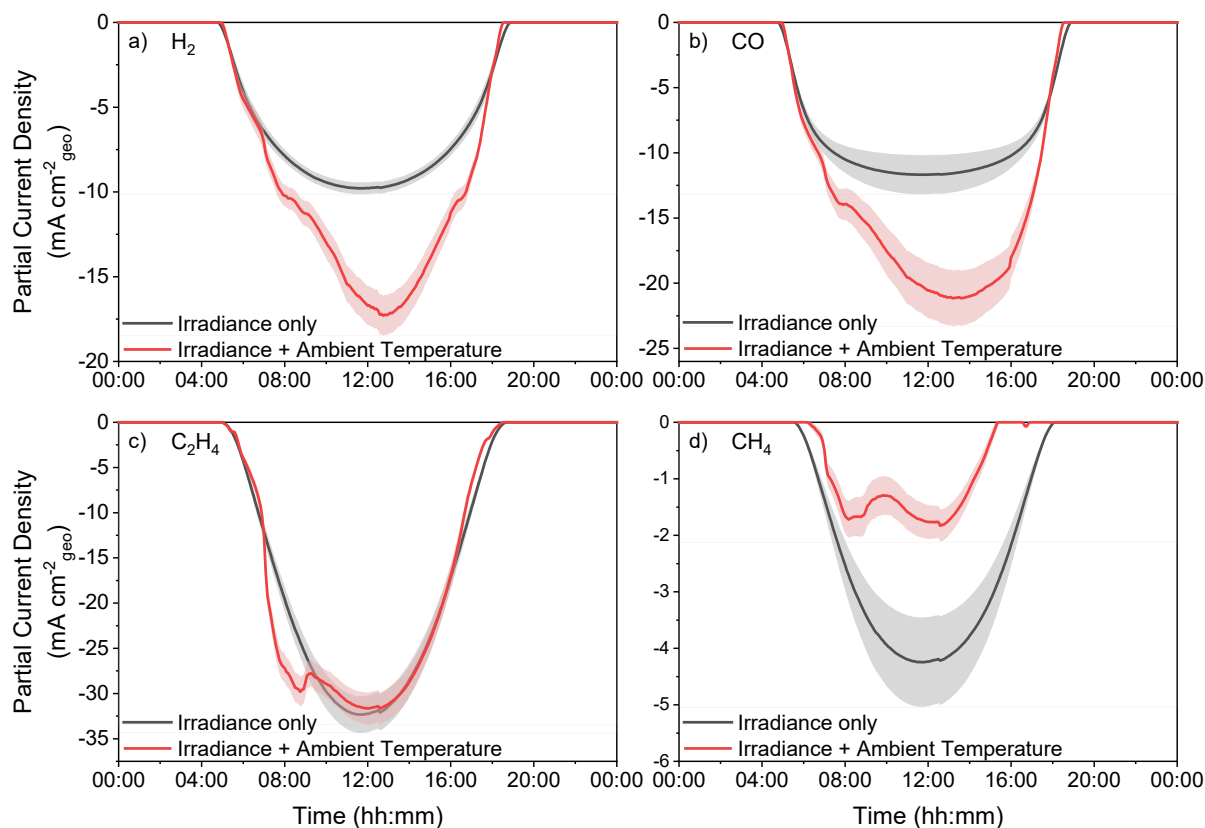 a) H₂
0
-5
-10
-15
-20
Partial Current Density
(mA cm⁻² geo)
Irradiance only
Irradiance + Ambient Temperature
00:00 04:00 08:00 12:00 16:00 20:00 00:00
b) CO
0
-5
-10
-15
-20
-25
Irradiance only
Irradiance + Ambient Temperature
00:00 04:00 08:00 12:00 16:00 20:00 00:00
c) C₂H₄
0
-5
-10
-15
-20
-25
-30
-35
Partial Current Density
(mA cm⁻² geo)
Irradiance only
Irradiance + Ambient Temperature
00:00 04:00 08:00 12:00 16:00 20:00 00:00
Time (hh:mm)
d) CH₄
0
-1
-2
-3
-4
-5
-6
Irradiance only
Irradiance + Ambient Temperature
00:00 04:00 08:00 12:00 16:00 20:00 00:00
Time (hh:mm)